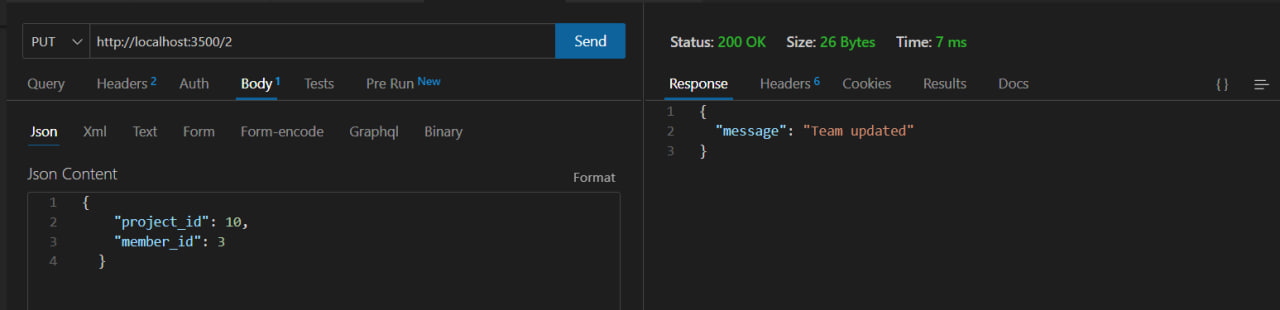 PUT http://localhost:3500/2 Send
Query Headers 2 Auth Body 1 Tests Pre Run New
Json Xml Text Form Form-encode Graphql Binary
Json Content Format
1 {
2 "project_id": 10,
3 "member_id": 3
4 }
Status: 200 OK Size: 26 Bytes Time: 7 ms
Response Headers 6 Cookies Results Docs { }
1 {
2 "message": "Team updated"
3 }